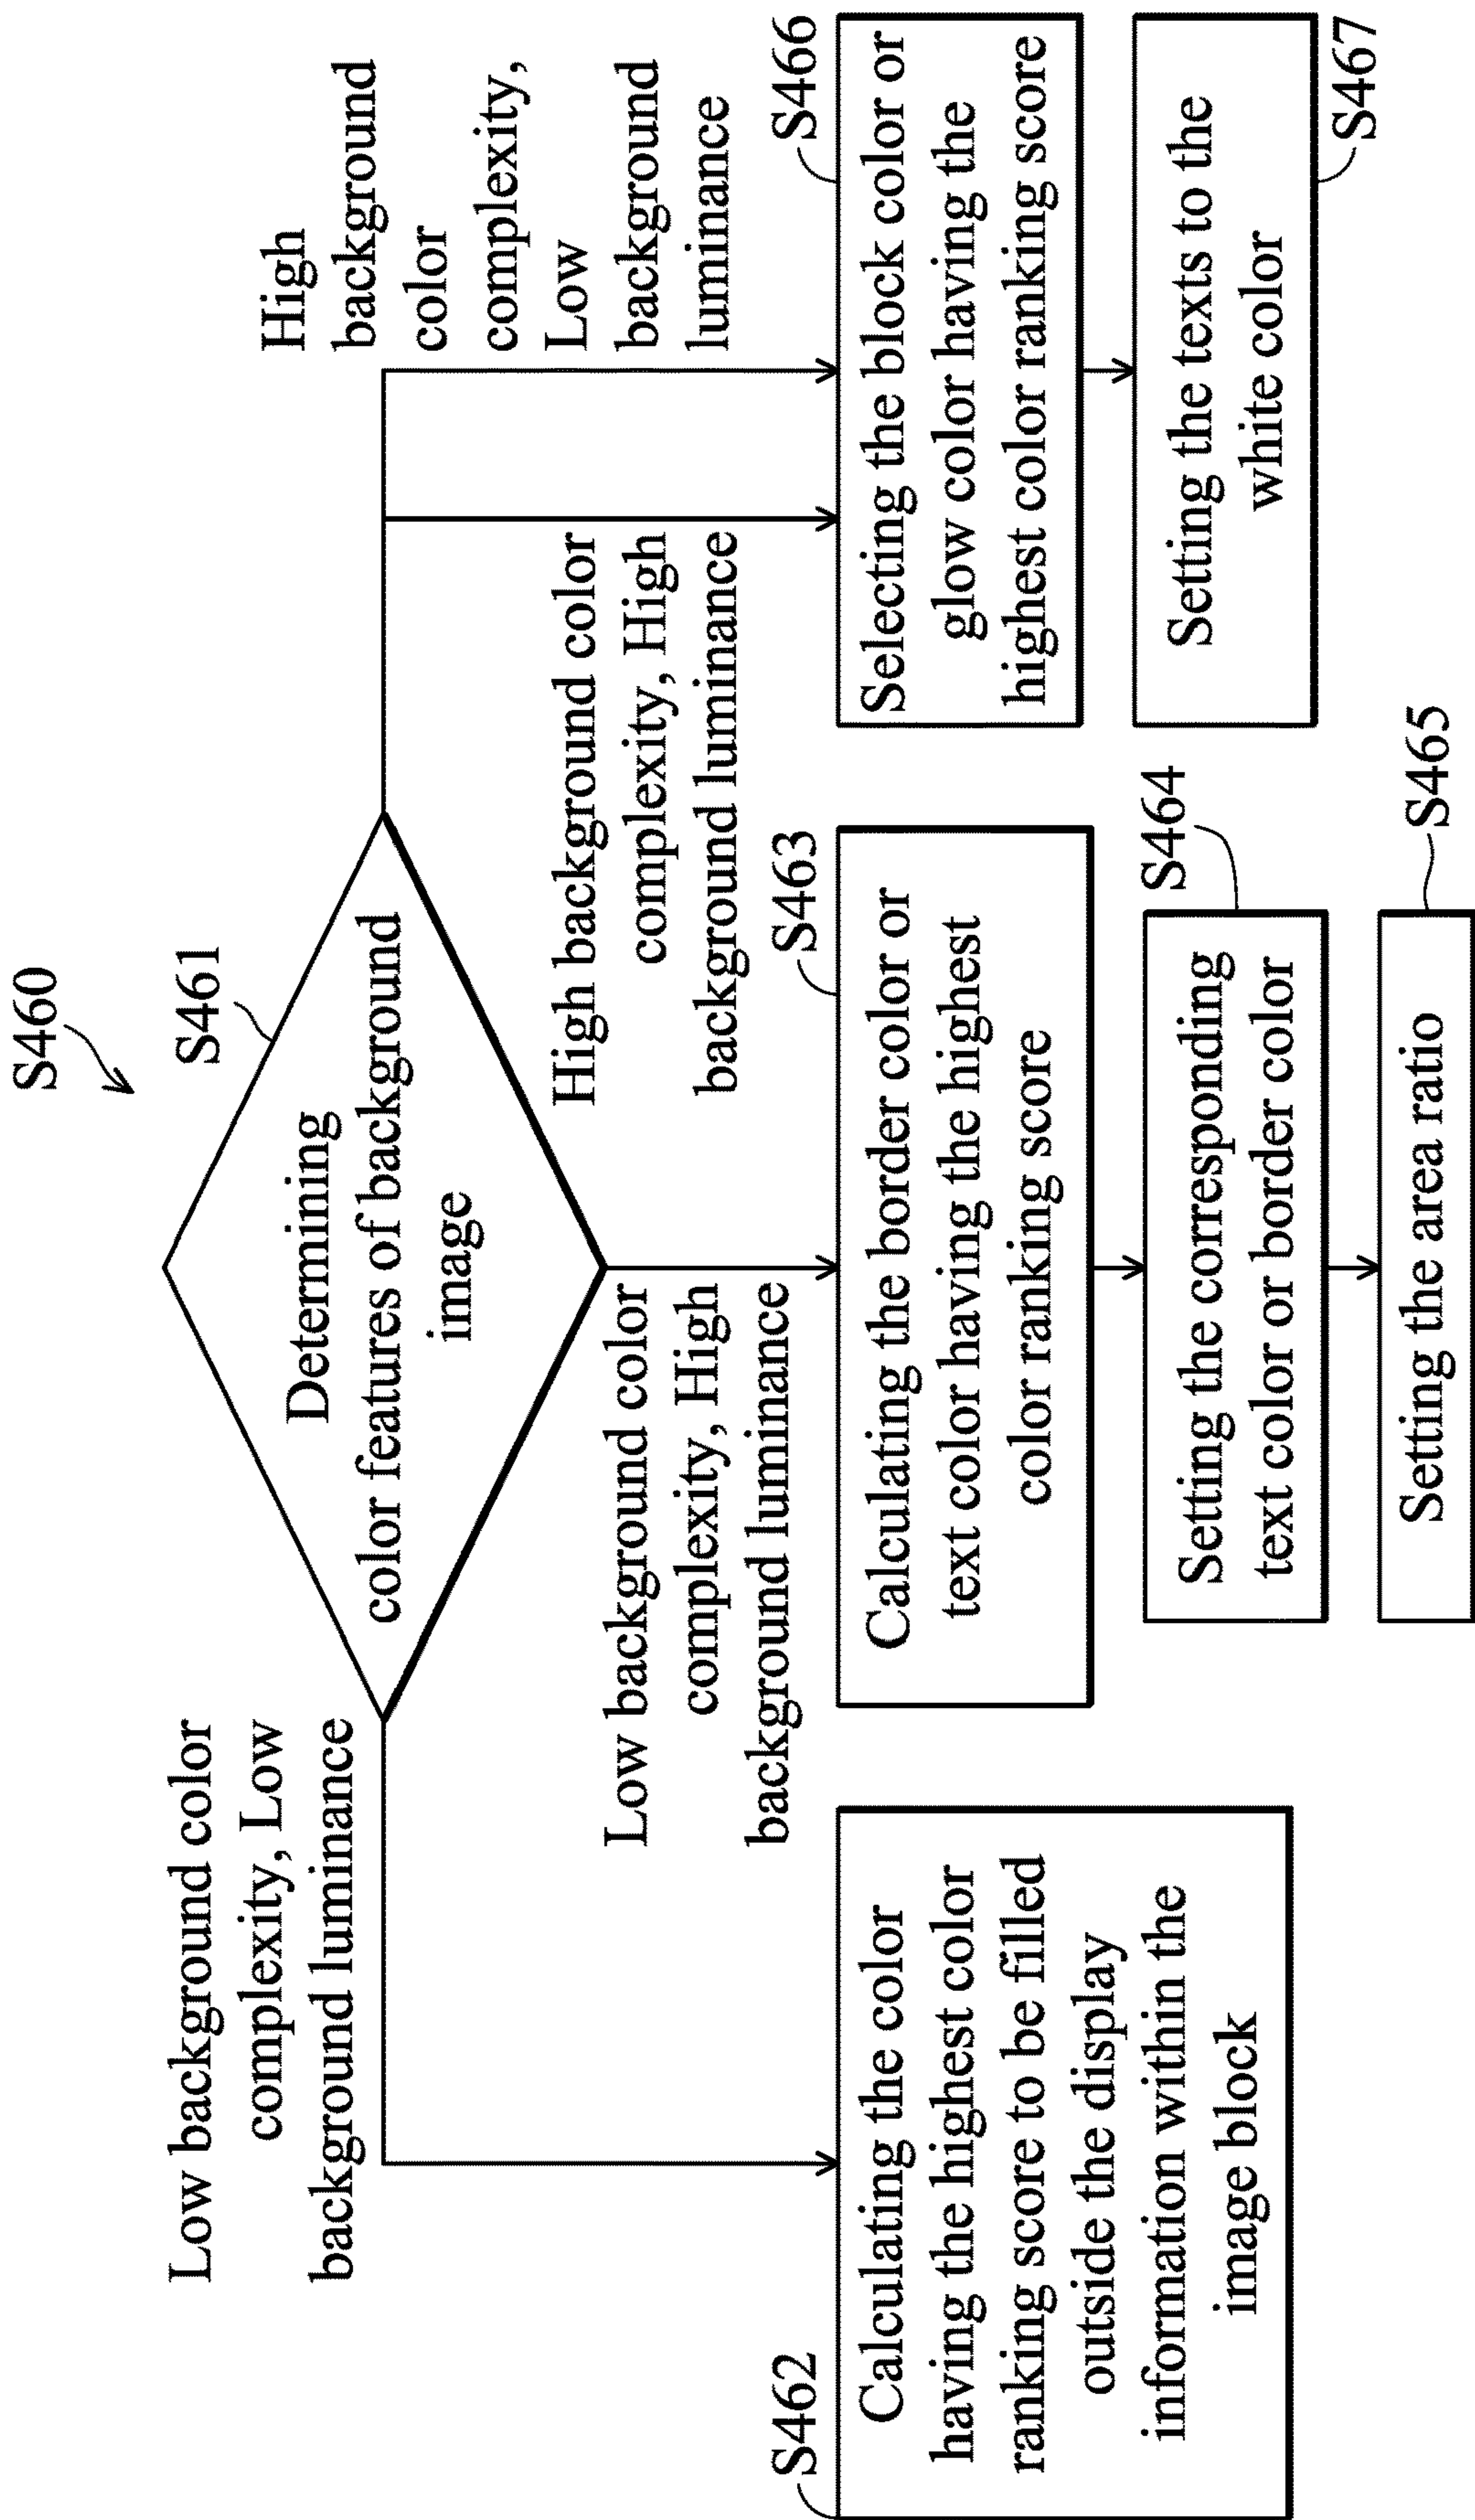 S460
S461
Determining
color features of background
image
Low background color
complexity, Low
background luminance
Low background color
complexity, High
background luminance
High background color
complexity, High
background luminance
High
background
color
complexity,
Low
background
luminance
S462
Calculating the color
having the highest color
ranking score to be filled
outside the display
information within the
image block
S463
Calculating the border color or
text color having the highest
color ranking score
S464
Setting the corresponding
text color or border color
S465
Setting the area ratio
S466
Selecting the block color or
glow color having the
highest color ranking score
S467
Setting the texts to the
white color